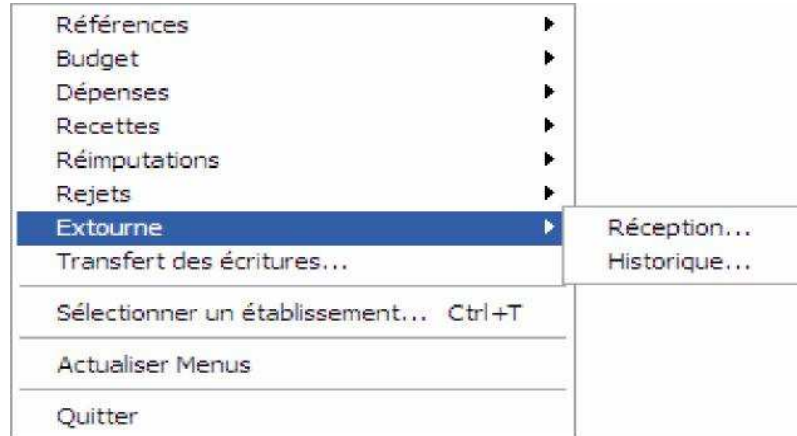 Références
Budget
Dépenses
Recettes
Réimputations
Rejets
Extourne
Réception...
Transfert des écritures...
Historique...
Sélectionner un établissement... Ctrl+T
Actualiser Menus
Quitter